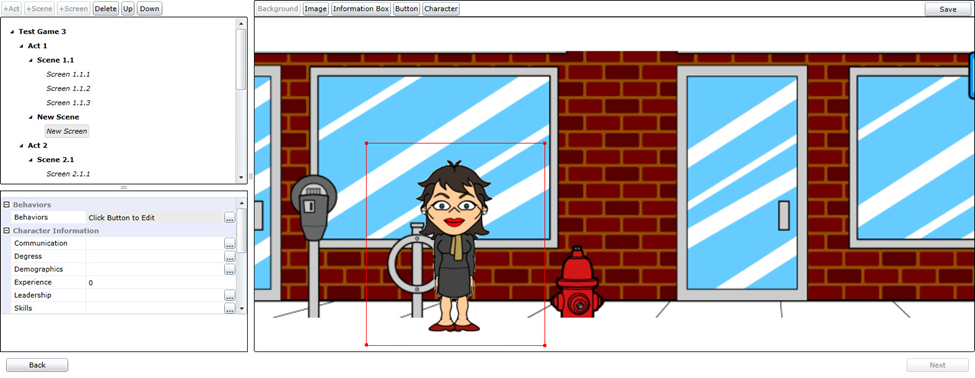 +Act +Scene +Screen Delete Up Down
Background: Image Information Box Button Character Save
Test Game 3
Act 1
Scene 1.1
Screen 1.1.1
Screen 1.1.2
Screen 1.1.3
New Scene
New Screen
Act 2
Scene 2.1
Screen 2.1.1
Behaviors
Behaviors Click Button to Edit ...
Character Information
Communication ...
Degress ...
Demographics ...
Experience 0
Leadership ...
Skills ...
Back Next